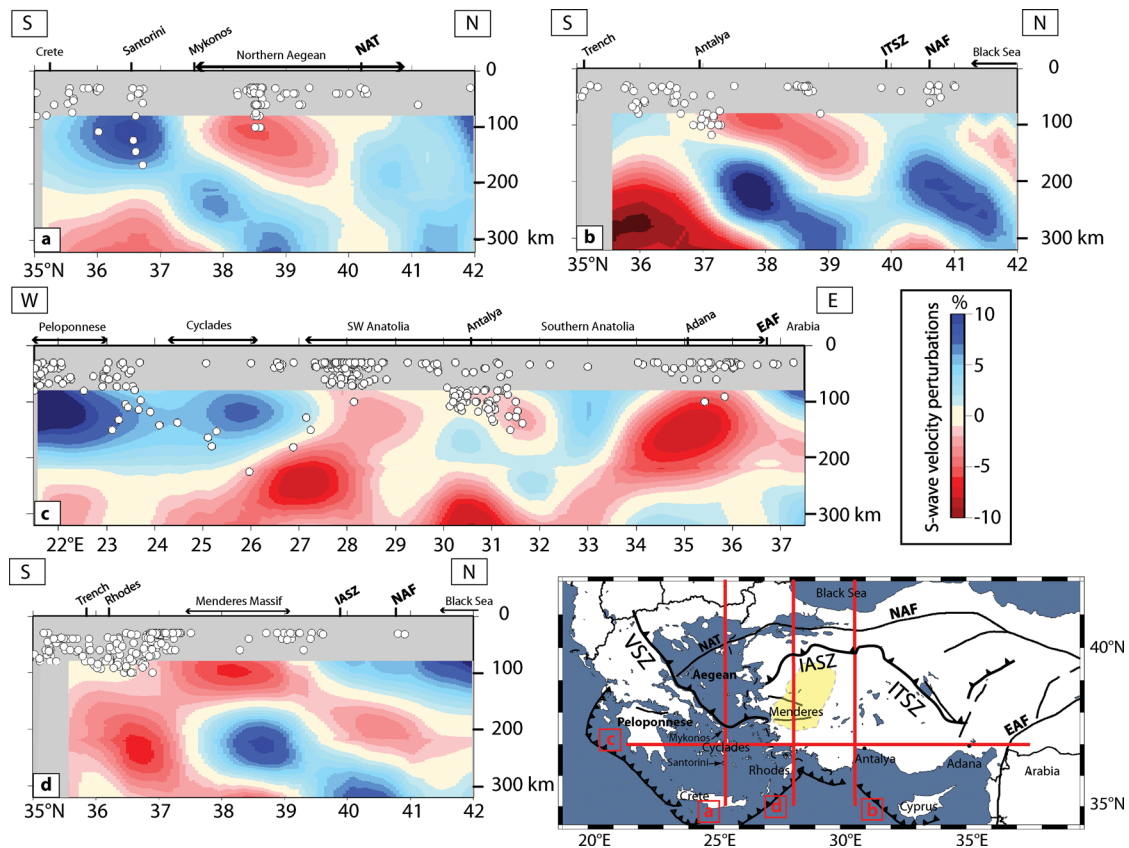 S N
Crete Santorini Mykonos Northern Aegean NAT
0
100
200
300 km
a
35°N 36 37 38 39 40 41 42
S N
Trench Antalya ITSZ NAF Black Sea
0
100
200
300 km
b
35°N 36 37 38 39 40 41 42
W E
Peloponnese Cyclades SW Anatolia Antalya Southern Anatolia Adana EAF Arabia
0
100
200
300 km
c
22°E 23 24 25 26 27 28 29 30 31 32 33 34 35 36 37
%
10
5
0
-5
-10
S-wave velocity perturbations
S N
Trench Rhodes Menderes Massif IASZ NAF Black Sea
0
100
200
300 km
d
35°N 36 37 38 39 40 41 42
Black Sea
NAF
40°N
VSZ
NAT
IASZ
Aegean
ITSZ
Menderes
Peloponnese
EAF
Mykonos
c
Cyclades
Santorini
Rhodes
Antalya
Adana
Arabia
Crete
Cyprus
35°N
a
d
b
20°E 25°E 30°E 35°E